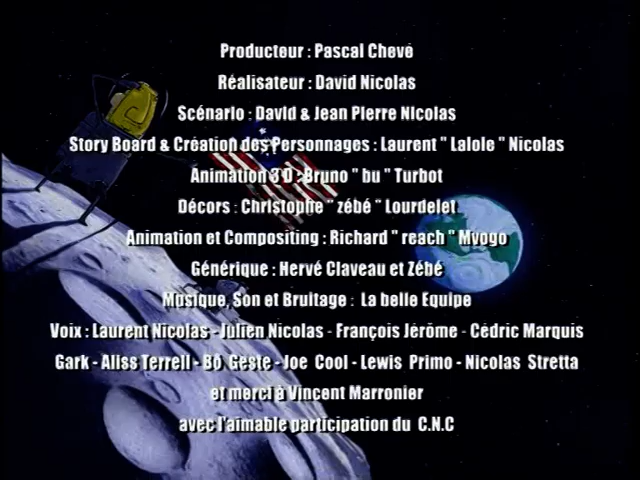 Producteur : Pascal Chevé
Réalisateur : David Nicolas
Scénario : David & Jean Pierre Nicolas
Story Board & Création des Personnages : Laurent " Lalole " Nicolas
Animation 3 D : Bruno " bu " Turbot
Décors : Christophe " zébé " Lourdelet
Animation et Compositing : Richard " reach " Mvogo
Générique : Hervé Claveau et Zébé
Musique, Son et Bruitage : La belle Equipe
Voix : Laurent Nicolas - Julien Nicolas - François Jérôme - Cédric Marquis
Gark - Aliss Terrell - Bô Geste - Joe Cool - Lewis Primo - Nicolas Stretta
et merci à Vincent Marronier
avec l'aimable participation du C.N.C